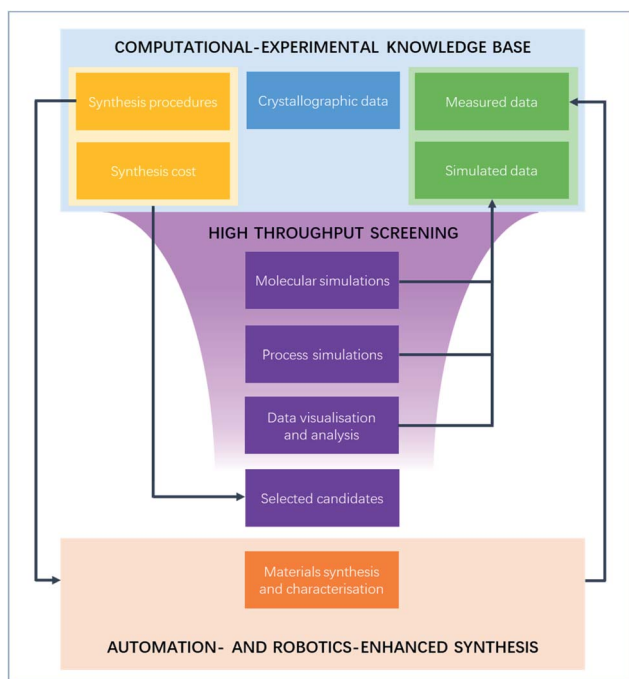 COMPUTATIONAL-EXPERIMENTAL KNOWLEDGE BASE
Synthesis procedures
Crystallographic data
Measured data
Synthesis cost
Simulated data
HIGH THROUGHPUT SCREENING
Molecular simulations
Process simulations
Data visualisation
and analysis
Selected candidates
Materials synthesis
and characterisation
AUTOMATION- AND ROBOTICS-ENHANCED SYNTHESIS